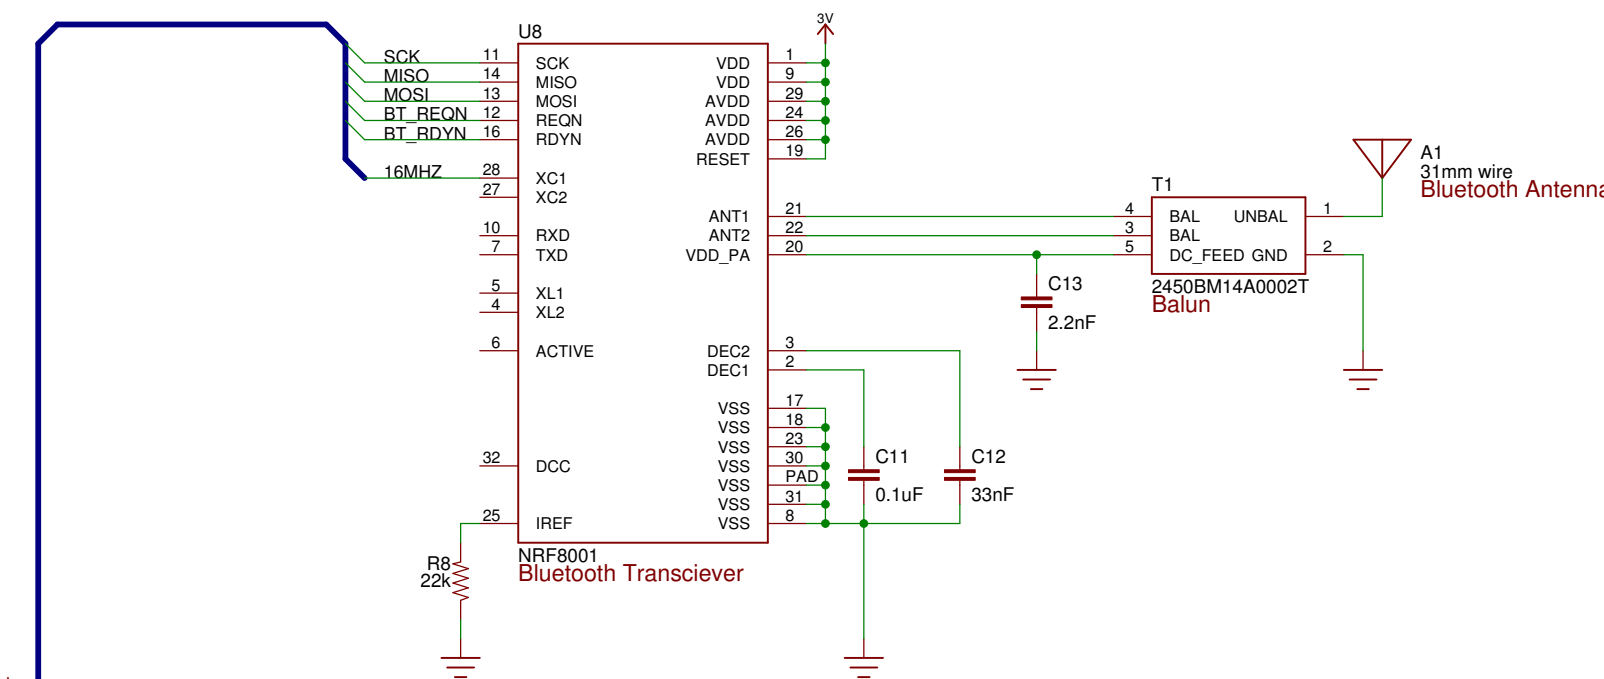 3V
U8
SCK 11 SCK VDD 1
MISO 14 MISO VDD 9
MOSI 13 MOSI AVDD 29
BT_REQN 12 REQN AVDD 24
BT_RDYN 16 RDYN AVDD 26
RESET 19
16MHZ 28 XC1
27 XC2
A1
31mm wire
Bluetooth Antenna
T1
ANT1 21 4 BAL UNBAL 1
10 RXD ANT2 22 3 BAL
7 TXD VDD_PA 20 5 DC_FEED GND 2
2450BM14A0002T
Balun
C13
2.2nF
5 XL1
4 XL2
6 ACTIVE DEC2 3
DEC1 2
VSS 17
VSS 18
VSS 23
32 DCC VSS 30
VSS PAD
VSS 31
25 IREF VSS 8
C11
0.1uF
C12
33nF
NRF8001
Bluetooth Transciever
R8
22k